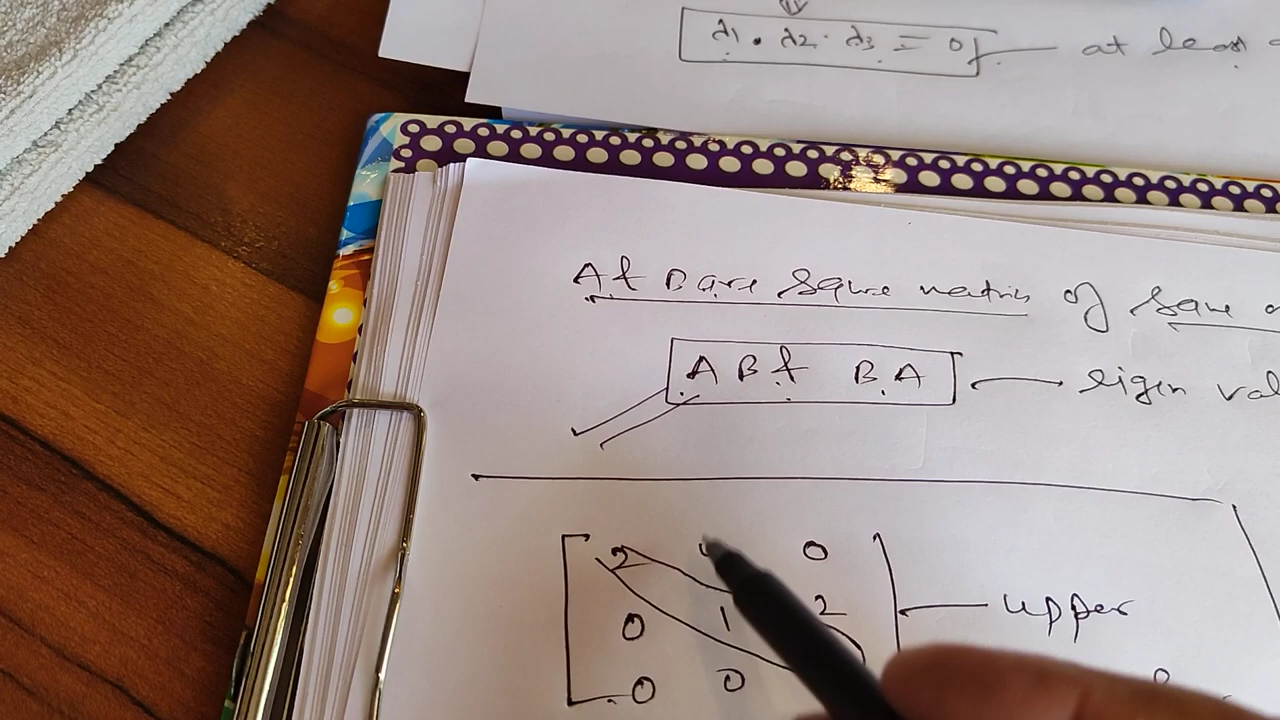 λ1 . λ2 . λ3 = 0 at least
A & B are square matrix of same
A B & B A eigen val
2 0
0 1 2 upper
0 0